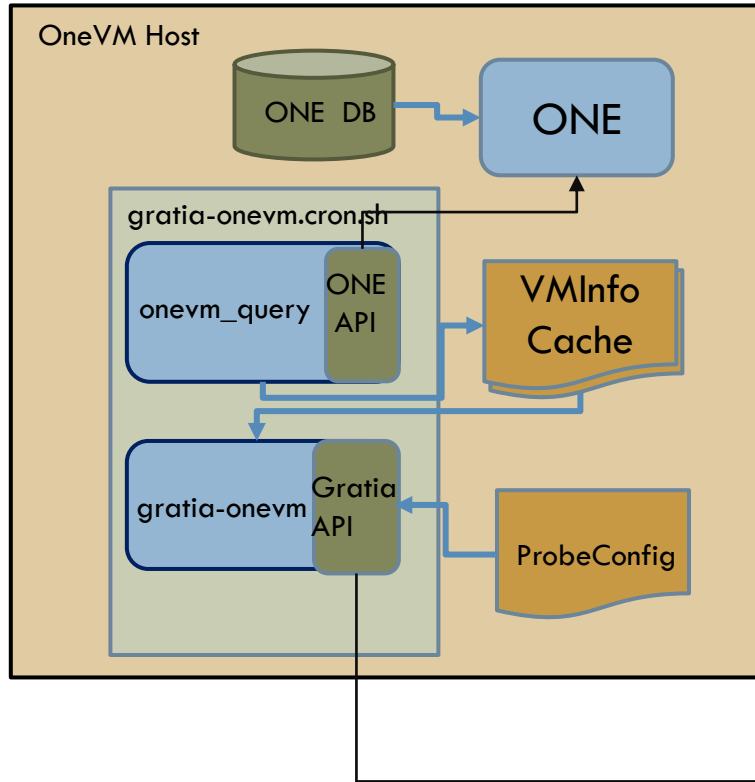 OneVM Host
ONE DB
ONE
gratia-onevm.cron.sh
onevm_query
ONE
API
VMInfo
Cache
gratia-onevm
Gratia
API
ProbeConfig